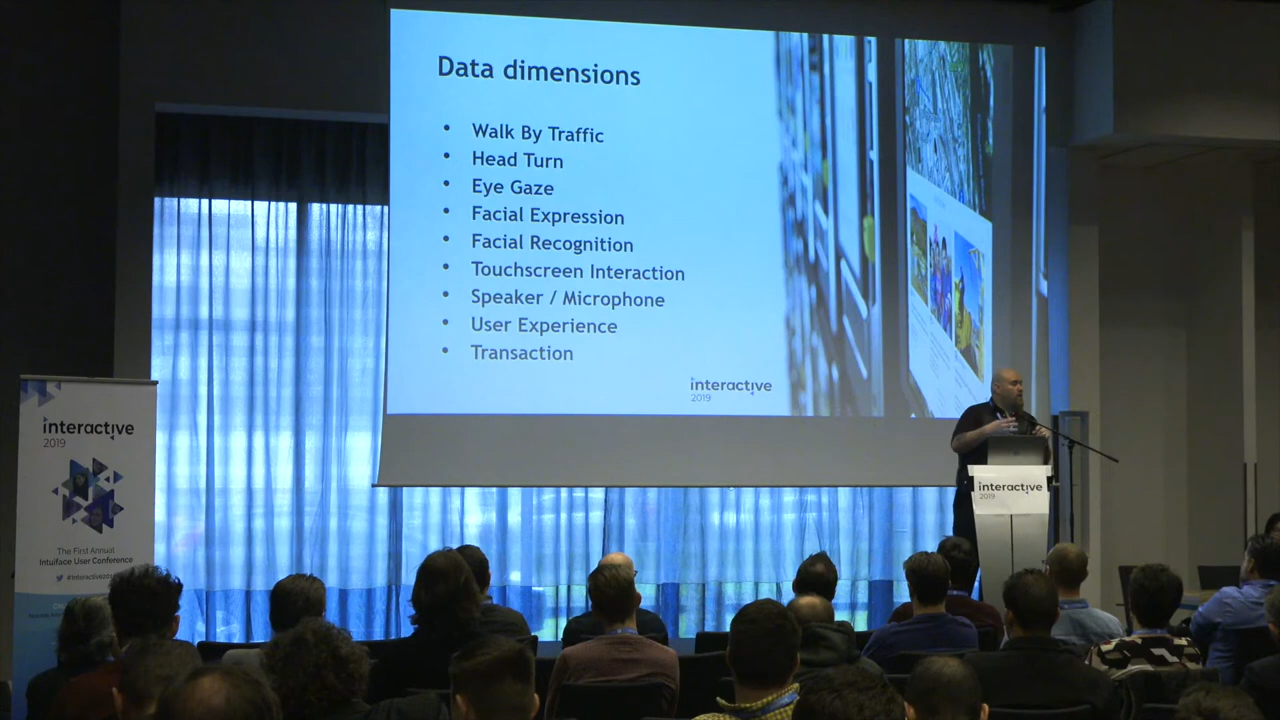 Data dimensions
• Walk By Traffic
• Head Turn
• Eye Gaze
• Facial Expression
• Facial Recognition
• Touchscreen Interaction
• Speaker / Microphone
• User Experience
• Transaction
interactive
2019
interactive
2019
The First Annual
Intuiface User Conference
interactive
2019